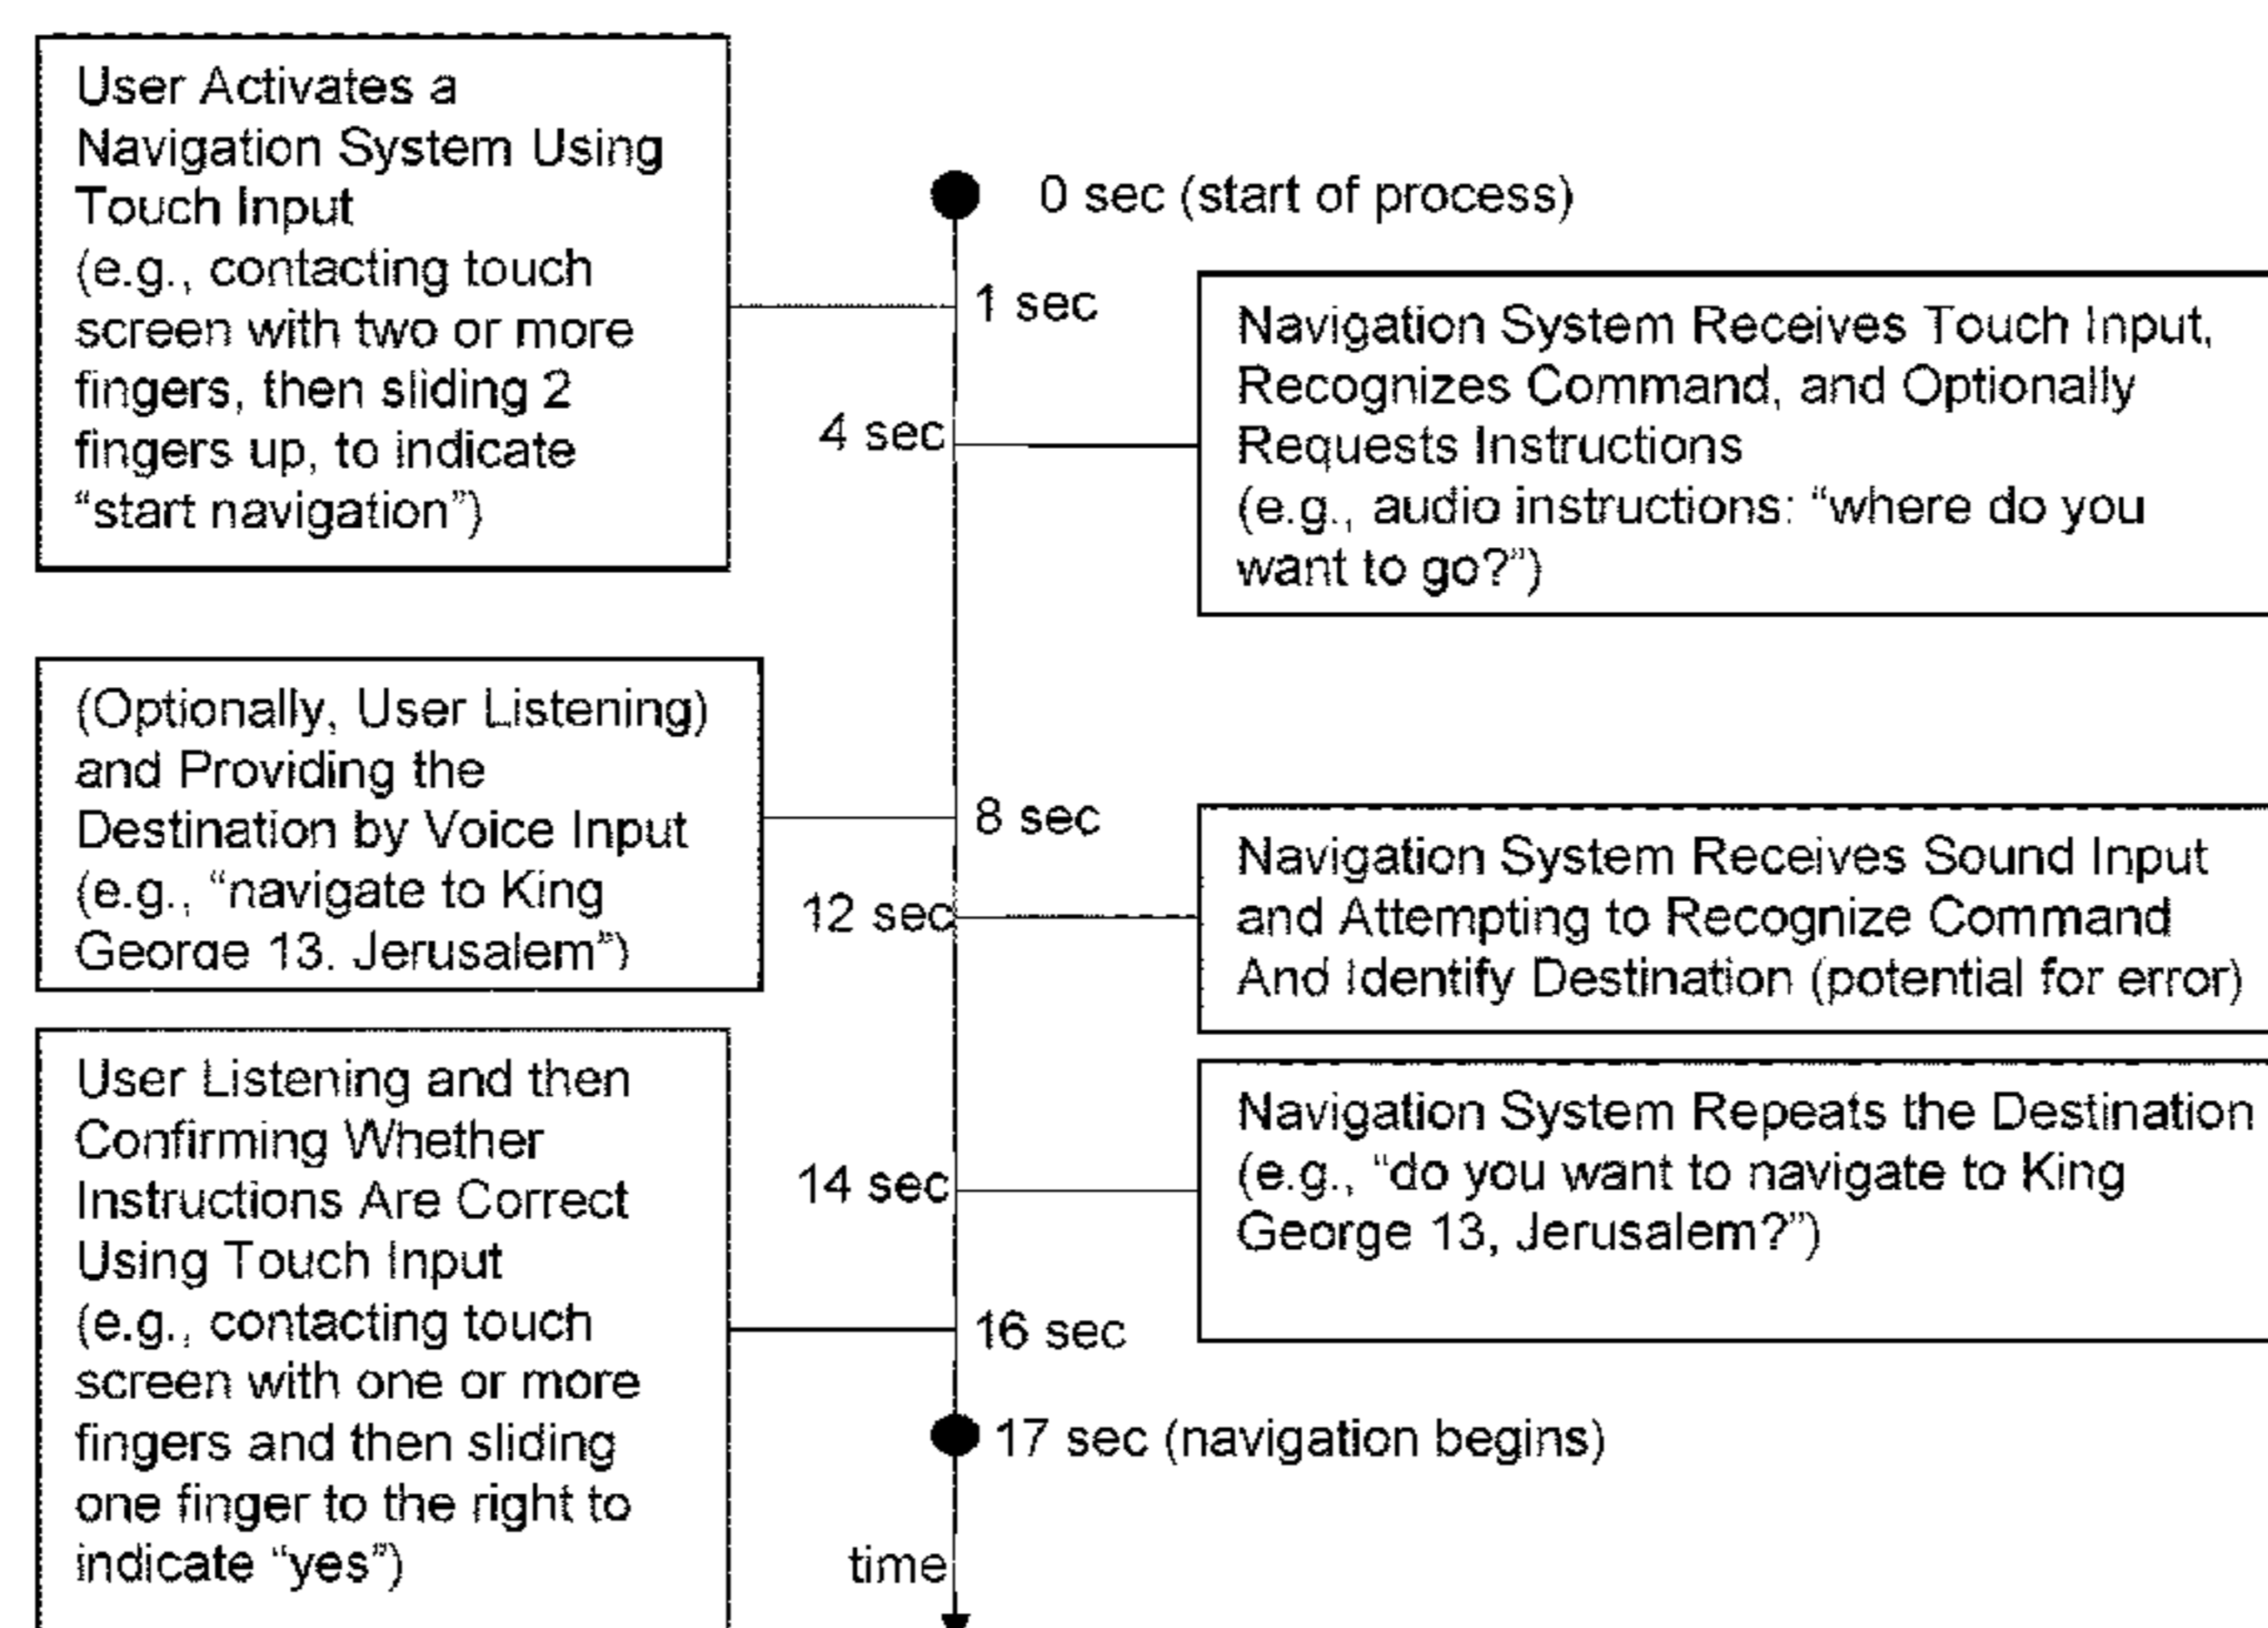 User Activates a
Navigation System Using
Touch Input
(e.g., contacting touch
screen with two or more
fingers, then sliding 2
fingers up, to indicate
“start navigation”)
0 sec (start of process)
1 sec
Navigation System Receives Touch Input,
Recognizes Command, and Optionally
Requests Instructions
(e.g., audio instructions: “where do you
want to go?”)
4 sec
(Optionally, User Listening)
and Providing the
Destination by Voice Input
(e.g., “navigate to King
George 13. Jerusalem”)
8 sec
12 sec
Navigation System Receives Sound Input
and Attempting to Recognize Command
And Identify Destination (potential for error)
Navigation System Repeats the Destination
(e.g., “do you want to navigate to King
George 13, Jerusalem?”)
14 sec
User Listening and then
Confirming Whether
Instructions Are Correct
Using Touch Input
(e.g., contacting touch
screen with one or more
fingers and then sliding
one finger to the right to
indicate “yes”)
16 sec
17 sec (navigation begins)
time